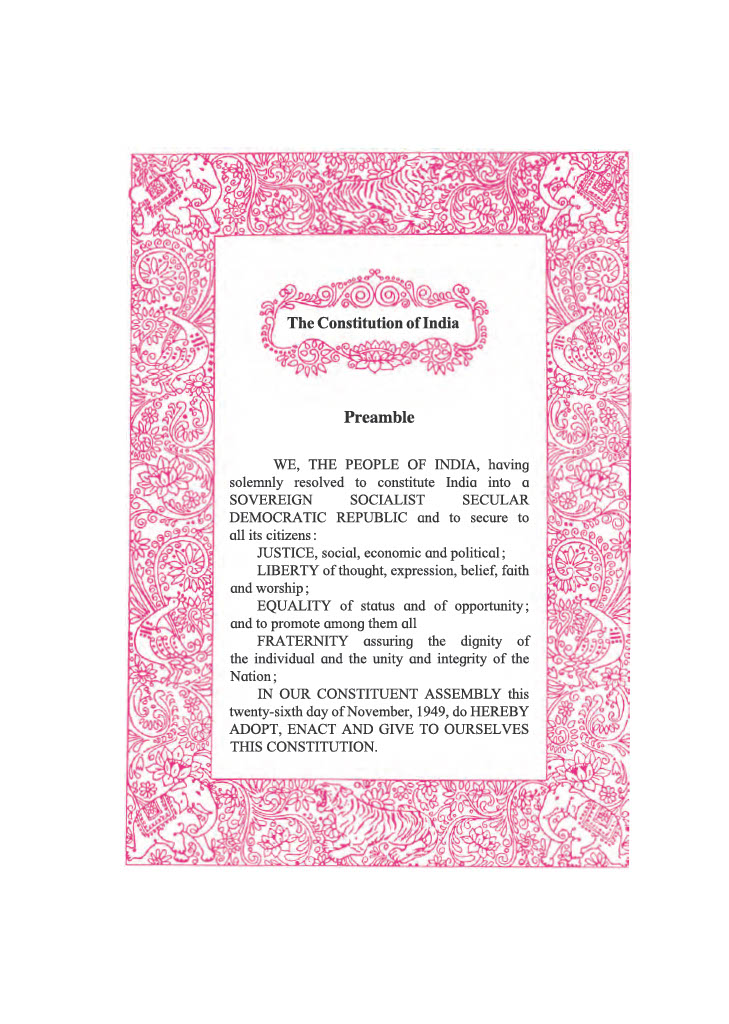 The Constitution of India
Preamble
WE, THE PEOPLE OF INDIA, having
solemnly resolved to constitute India into a
SOVEREIGN SOCIALIST SECULAR
DEMOCRATIC REPUBLIC and to secure to
all its citizens :
JUSTICE, social, economic and political ;
LIBERTY of thought, expression, belief, faith
and worship ;
EQUALITY of status and of opportunity ;
and to promote among them all
FRATERNITY assuring the dignity of
the individual and the unity and integrity of the
Nation ;
IN OUR CONSTITUENT ASSEMBLY this
twenty-sixth day of November, 1949, do HEREBY
ADOPT, ENACT AND GIVE TO OURSELVES
THIS CONSTITUTION.